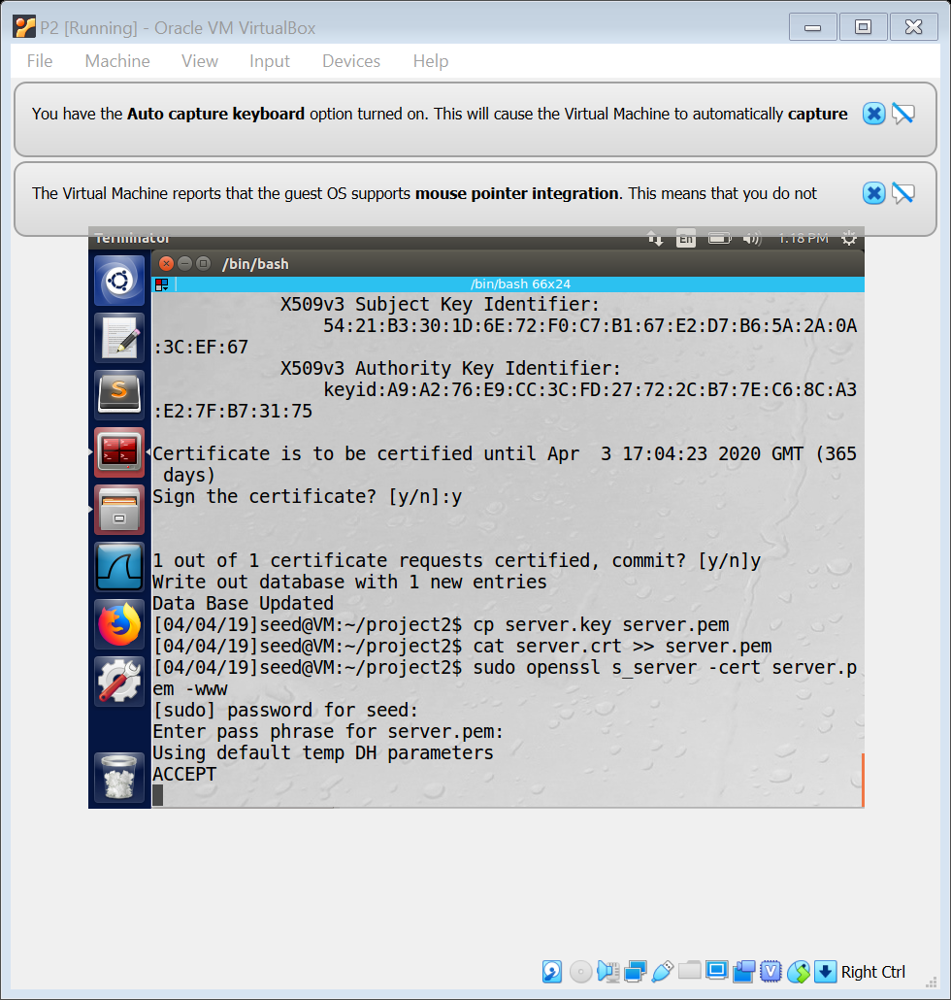 P2 [Running] - Oracle VM VirtualBox
File Machine View Input Devices Help
You have the Auto capture keyboard option turned on. This will cause the Virtual Machine to automatically capture
The Virtual Machine reports that the guest OS supports mouse pointer integration. This means that you do not
Terminator En 1:18 PM
/bin/bash
/bin/bash 66x24
X509v3 Subject Key Identifier:
54:21:B3:30:1D:6E:72:F0:C7:B1:67:E2:D7:B6:5A:2A:0A
:3C:EF:67
X509v3 Authority Key Identifier:
keyid:A9:A2:76:E9:CC:3C:FD:27:72:2C:B7:7E:C6:8C:A3
:E2:7F:B7:31:75
Certificate is to be certified until Apr  3 17:04:23 2020 GMT (365
days)
Sign the certificate? [y/n]:y
1 out of 1 certificate requests certified, commit? [y/n]y
Write out database with 1 new entries
Data Base Updated
[04/04/19]seed@VM:~/project2$ cp server.key server.pem
[04/04/19]seed@VM:~/project2$ cat server.crt >> server.pem
[04/04/19]seed@VM:~/project2$ sudo openssl s_server -cert server.p
em -www
[sudo] password for seed:
Enter pass phrase for server.pem:
Using default temp DH parameters
ACCEPT
Right Ctrl